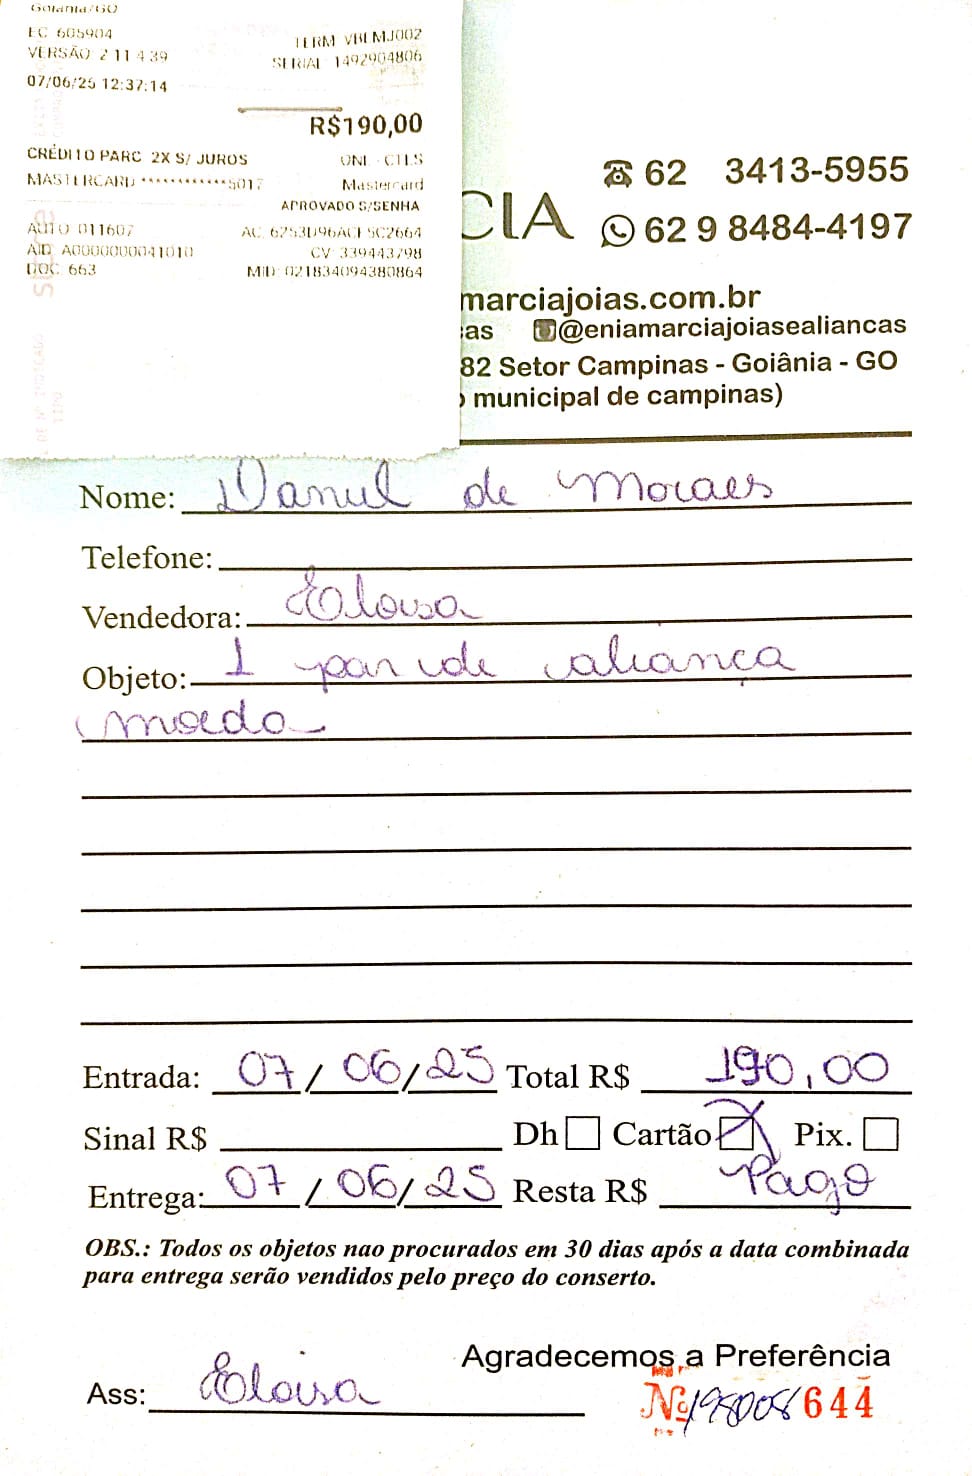 Goiânia/GO
EC 605904
TERM VBEMJ002
VERSÃO 2 11 4 39
SERIAL 1492904806
07/06/25 12:37:14
R$190,00
CRÉDITO PARC 2X S/ JUROS
ONL - CTLS
MASTERCARD ************5017
Mastercard
APROVADO S/SENHA
AUTO 011607
AID A0000000041010
CV 339443798
DOC 663
MID 021834094380864
CIA
62 3413-5955
62 9 8484-4197
marciajoias.com.br
as @eniamarciajoiasealiancas
82 Setor Campinas - Goiânia - GO
municipal de campinas)
Nome: Daniel de Moraes
Telefone:
Vendedora: Eloisa
Objeto: 1 par de aliança
moeda
Entrada: 07/06/25 Total R$ 190,00
Sinal R$ Dh Cartão Pix.
Entrega: 07/06/25 Resta R$ Pago
OBS.: Todos os objetos nao procurados em 30 dias após a data combinada
para entrega serão vendidos pelo preço do conserto.
Agradecemos a Preferência
Ass: Eloisa
Nº 644